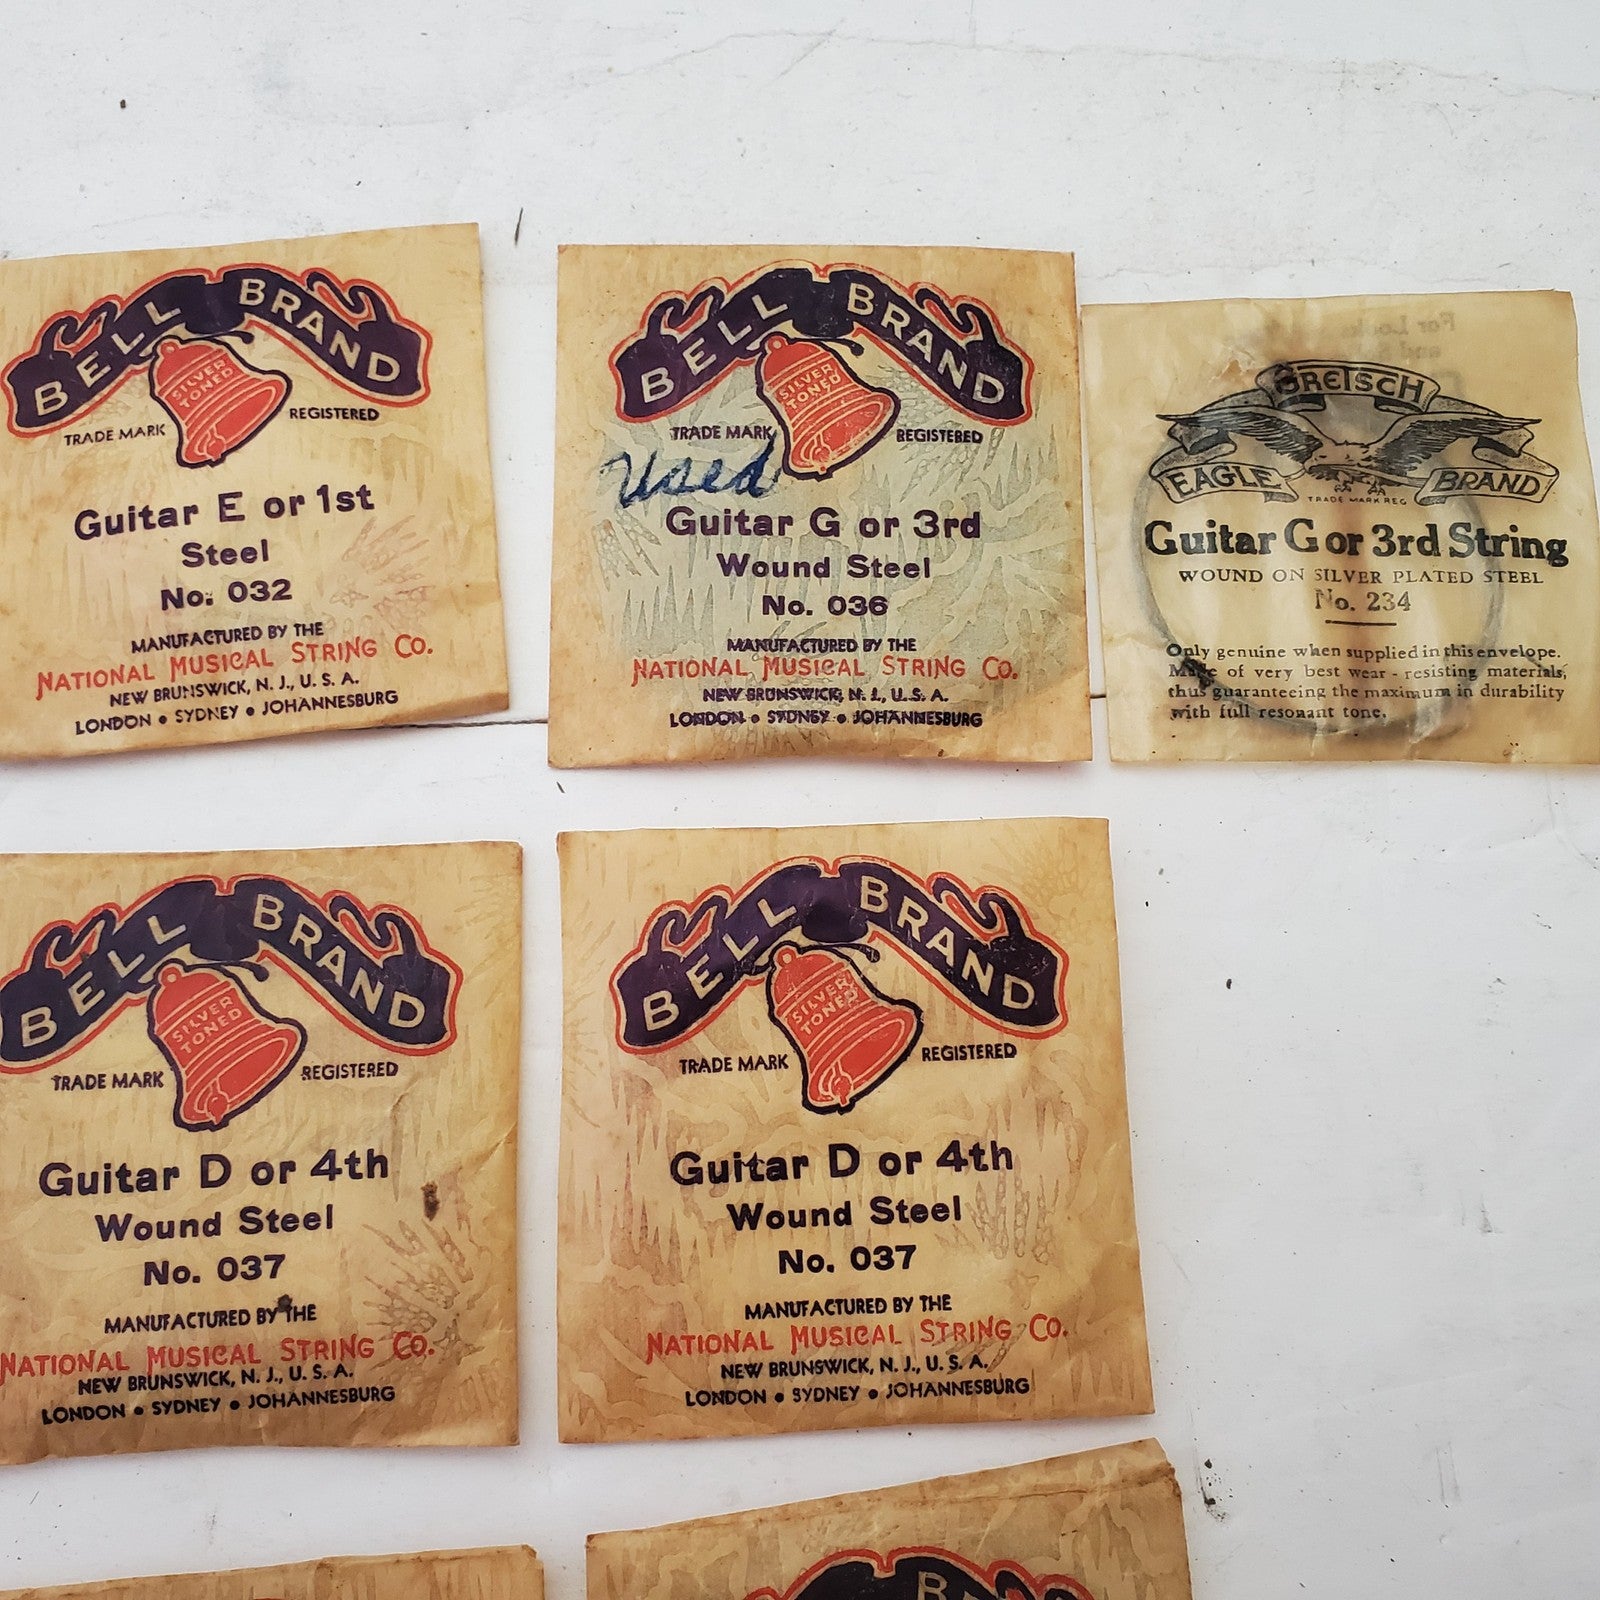 BELL BRAND
SILVER
TONED
TRADE MARK REGISTERED
Guitar E or 1st
Steel
No. 032
MANUFACTURED BY THE
NATIONAL MUSICAL STRING CO.
NEW BRUNSWICK, N. J., U. S. A.
LONDON • SYDNEY • JOHANNESBURG
BELL BRAND
SILVER
TONED
TRADE MARK REGISTERED
Used
Guitar G or 3rd
Wound Steel
No. 036
MANUFACTURED BY THE
NATIONAL MUSICAL STRING CO.
NEW BRUNSWICK, N. J., U. S. A.
LONDON • SYDNEY • JOHANNESBURG
For
and
GRETSCH
EAGLE BRAND
TRADE MARK REG
Guitar G or 3rd String
WOUND ON SILVER PLATED STEEL
No. 234
Only genuine when supplied in this envelope.
Made of very best wear-resisting materials,
thus guaranteeing the maximum in durability
with full resonant tone.
BELL BRAND
SILVER
TONED
TRADE MARK REGISTERED
Guitar D or 4th
Wound Steel
No. 037
MANUFACTURED BY THE
NATIONAL MUSICAL STRING CO.
NEW BRUNSWICK, N. J., U. S. A.
LONDON • SYDNEY • JOHANNESBURG
BELL BRAND
SILVER
TONED
TRADE MARK REGISTERED
Guitar D or 4th
Wound Steel
No. 037
MANUFACTURED BY THE
NATIONAL MUSICAL STRING CO.
NEW BRUNSWICK, N. J., U. S. A.
LONDON • SYDNEY • JOHANNESBURG